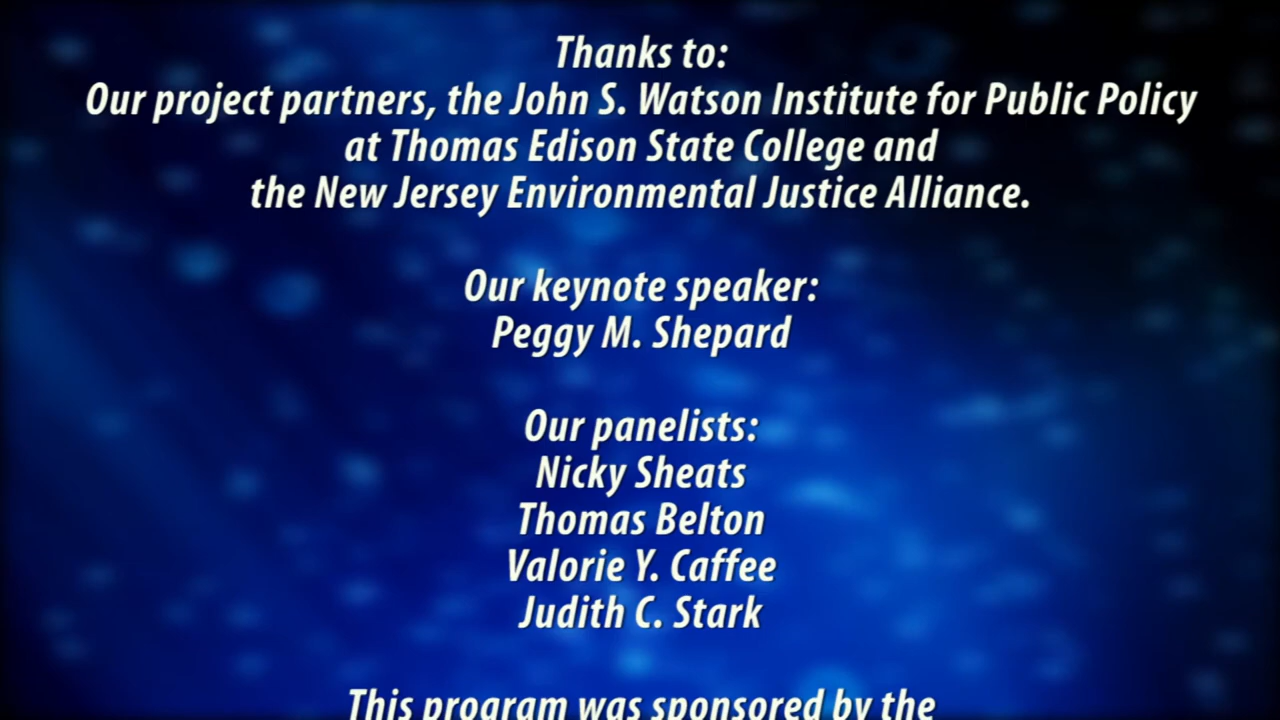 Thanks to:
Our project partners, the John S. Watson Institute for Public Policy
at Thomas Edison State College and
the New Jersey Environmental Justice Alliance.
Our keynote speaker:
Peggy M. Shepard
Our panelists:
Nicky Sheats
Thomas Belton
Valorie Y. Caffee
Judith C. Stark
This program was sponsored by the